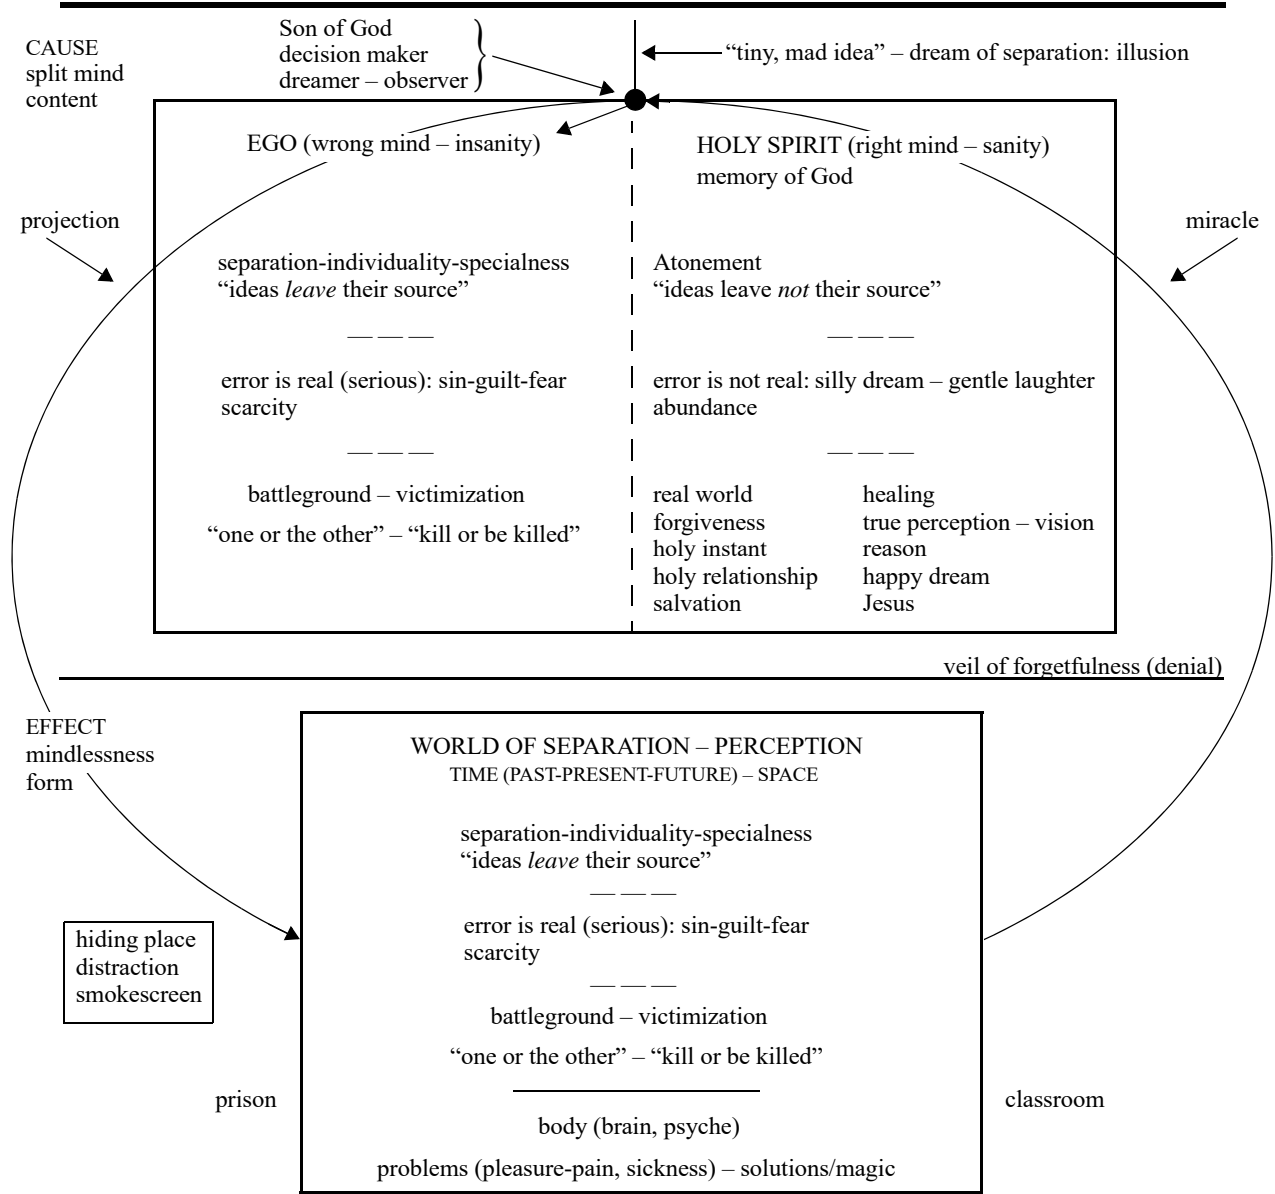 CAUSE
split mind
content
Son of God
decision maker
dreamer – observer
“tiny, mad idea” – dream of separation: illusion
EGO (wrong mind – insanity)
HOLY SPIRIT (right mind – sanity)
memory of God
projection
miracle
separation-individuality-specialness
“ideas leave their source”
— — —
error is real (serious): sin-guilt-fear
scarcity
— — —
battleground – victimization
“one or the other” – “kill or be killed”
Atonement
“ideas leave not their source”
— — —
error is not real: silly dream – gentle laughter
abundance
— — —
real world
forgiveness
holy instant
holy relationship
salvation
healing
true perception – vision
reason
happy dream
Jesus
veil of forgetfulness (denial)
EFFECT
mindlessness
form
WORLD OF SEPARATION – PERCEPTION
TIME (PAST-PRESENT-FUTURE) – SPACE
separation-individuality-specialness
“ideas leave their source”
— — —
error is real (serious): sin-guilt-fear
scarcity
— — —
battleground – victimization
“one or the other” – “kill or be killed”
body (brain, psyche)
problems (pleasure-pain, sickness) – solutions/magic
hiding place
distraction
smokescreen
prison
classroom